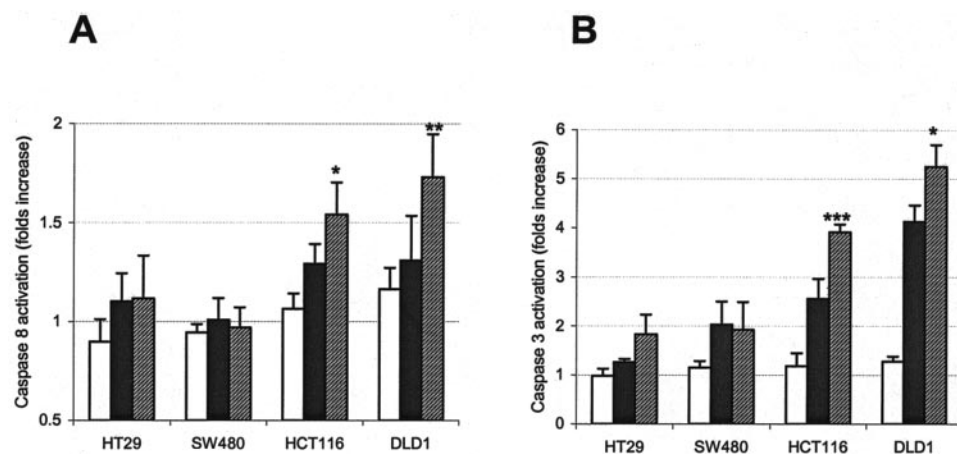 A
Caspase 8 activation (folds increase)
2
1.5
1
0.5
*
**
HT29 SW480 HCT116 DLD1
B
Caspase 3 activation (folds increase)
6
5
4
3
2
1
0
***
*
HT29 SW480 HCT116 DLD1